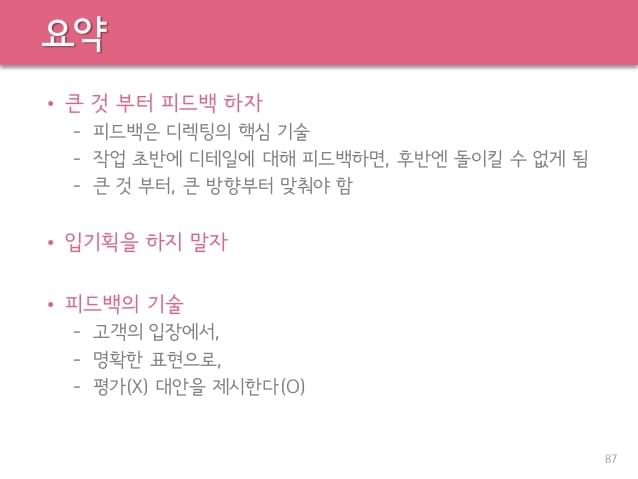 요약
• 큰 것 부터 피드백 하자
- 피드백은 디렉팅의 핵심 기술
- 작업 초반에 디테일에 대해 피드백하면, 후반엔 돌이킬 수 없게 됨
- 큰 것 부터, 큰 방향부터 맞춰야 함
• 입기획을 하지 말자
• 피드백의 기술
- 고객의 입장에서,
- 명확한 표현으로,
- 평가(X) 대안을 제시한다(O)
87